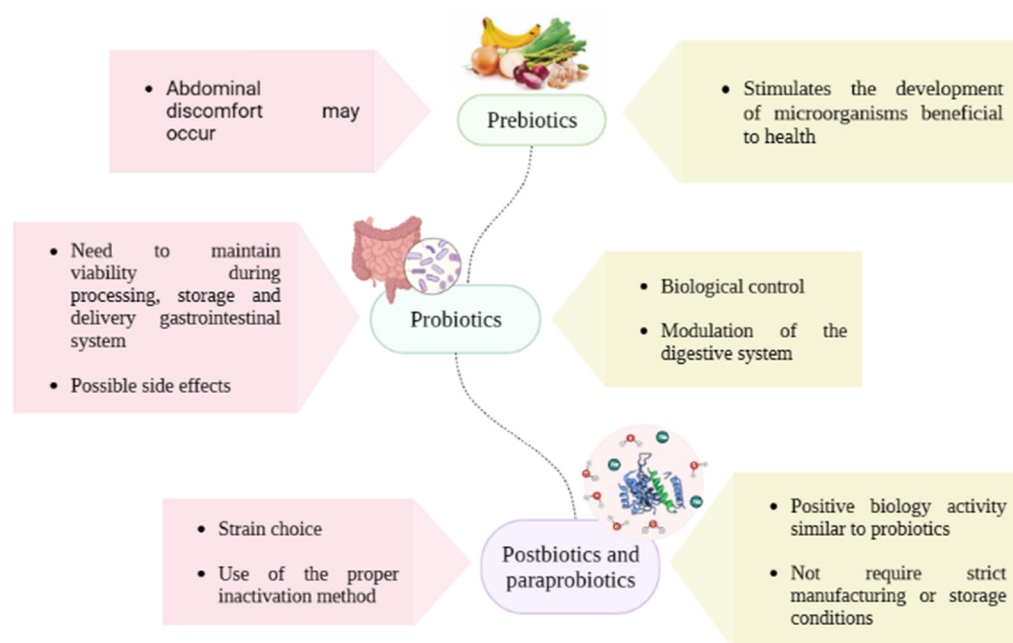 Abdominal
discomfort may
occur
Prebiotics
Stimulates the development
of microorganisms beneficial
to health
Need to maintain
viability during
processing, storage and
delivery gastrointestinal
system
Possible side effects
Probiotics
Biological control
Modulation of the
digestive system
Strain choice
Use of the proper
inactivation method
Postbiotics and
paraprobiotics
Positive biology activity
similar to probiotics
Not require strict
manufacturing or storage
conditions